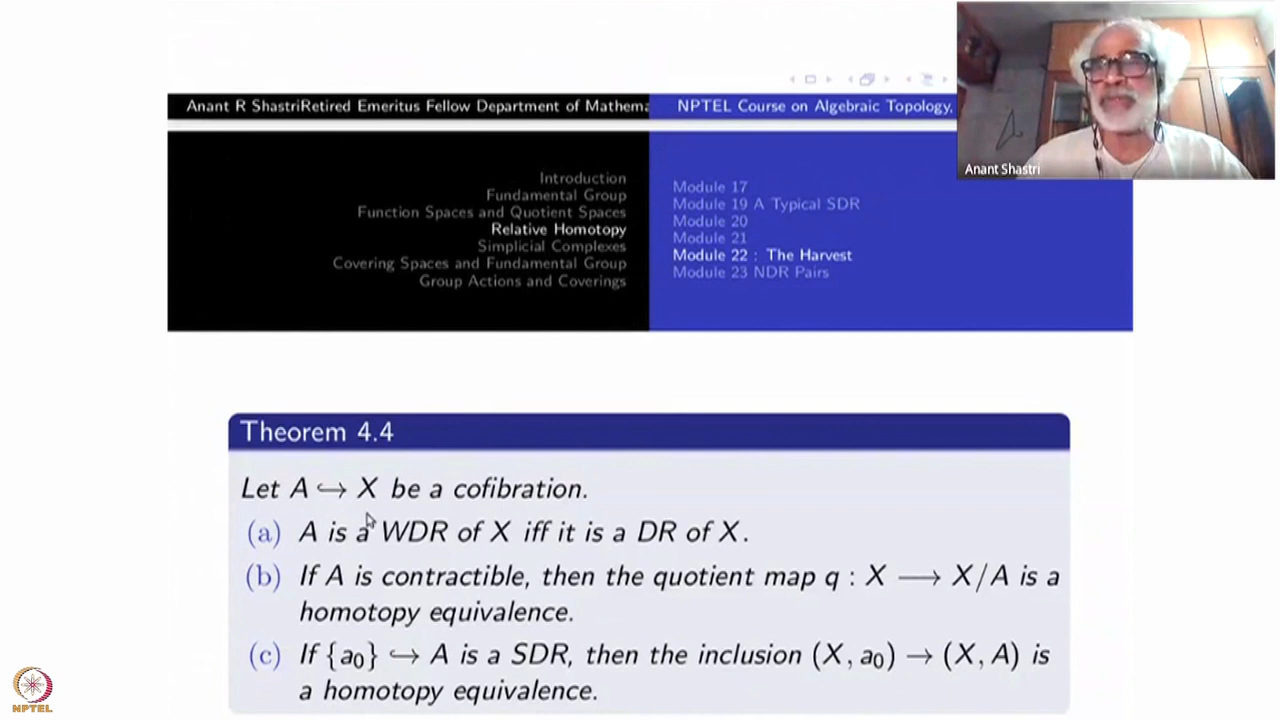 Anant R ShastriRetired Emeritus Fellow Department of Mathema
NPTEL Course on Algebraic Topology,
Anant Shastri
Introduction
Fundamental Group
Function Spaces and Quotient Spaces
Relative Homotopy
Simplicial Complexes
Covering Spaces and Fundamental Group
Group Actions and Coverings
Module 17
Module 19 A Typical SDR
Module 20
Module 21
Module 22 : The Harvest
Module 23 NDR Pairs
Theorem 4.4
Let A ↪ X be a cofibration.
(a) A is a WDR of X iff it is a DR of X.
(b) If A is contractible, then the quotient map q : X ⟶ X/A is a
homotopy equivalence.
(c) If {a₀} ↪ A is a SDR, then the inclusion (X, a₀) → (X, A) is
a homotopy equivalence.
NPTEL